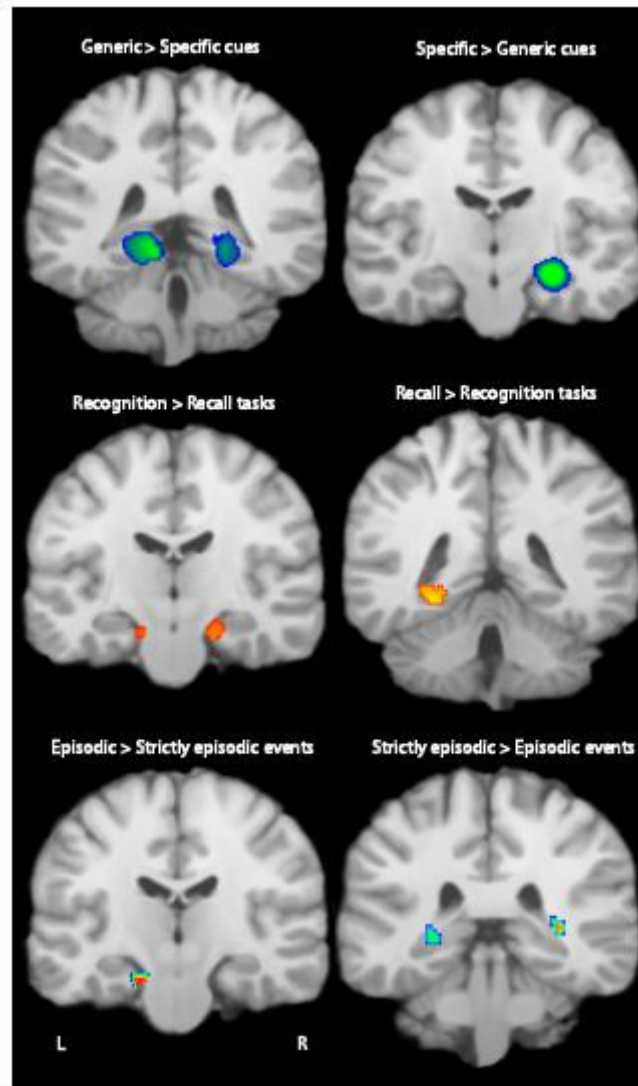 Generic > Specific cues
Specific > Generic cues
Recognition > Recall tasks
Recall > Recognition tasks
Episodic > Strictly episodic events
Strictly episodic > Episodic events
L
R